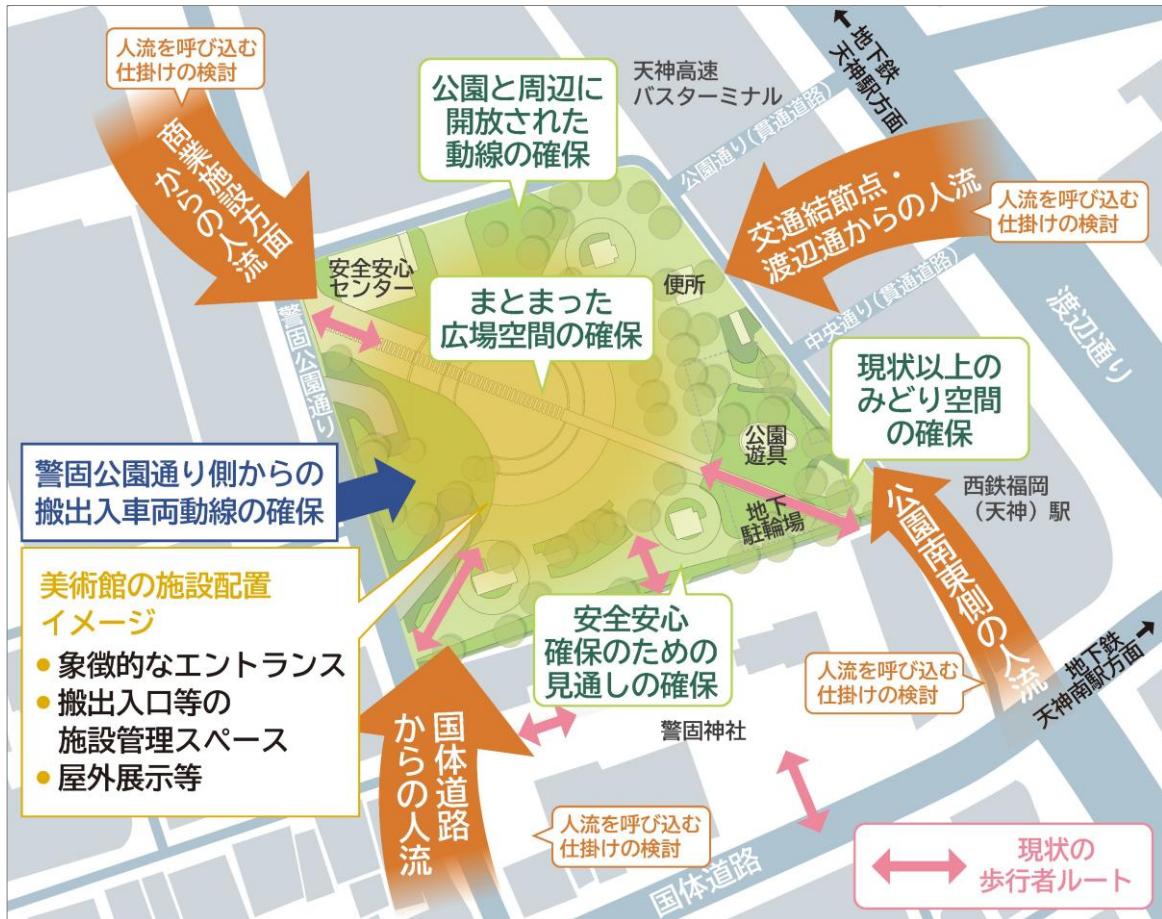 人流を呼び込む
仕掛けの検討
商業施設方面
からの人流
公園と周辺に
開放された
動線の確保
天神高速
バスターミナル
地下鉄
天神駅方面
公園通り(貫通道路)
交通結節点・
渡辺通からの人流
人流を呼び込む
仕掛けの検討
安全安心
センター
便所
まとまった
広場空間の確保
中央通り(貫通道路)
渡辺通り
警固公園通り
現状以上の
みどり空間
の確保
公園
遊具
警固公園通り側からの
搬出入車両動線の確保
地下
駐輪場
西鉄福岡
(天神)駅
公園南東側の人流
美術館の施設配置
イメージ
● 象徴的なエントランス
● 搬出入口等の
施設管理スペース
● 屋外展示等
安全安心
確保のための
見通しの確保
人流を呼び込む
仕掛けの検討
地下鉄
天神南駅方面
警固神社
国体道路
からの人流
人流を呼び込む
仕掛けの検討
国体道路
現状の
歩行者ルート